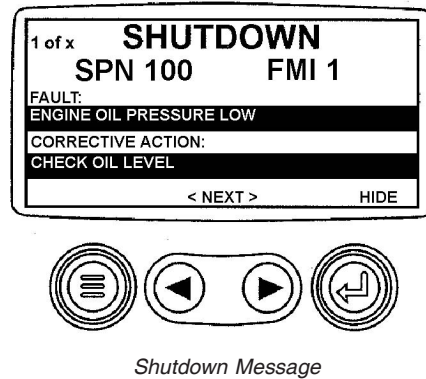 1 of x SHUTDOWN
SPN 100 FMI 1
FAULT:
ENGINE OIL PRESSURE LOW
CORRECTIVE ACTION:
CHECK OIL LEVEL
< NEXT > HIDE
Shutdown Message